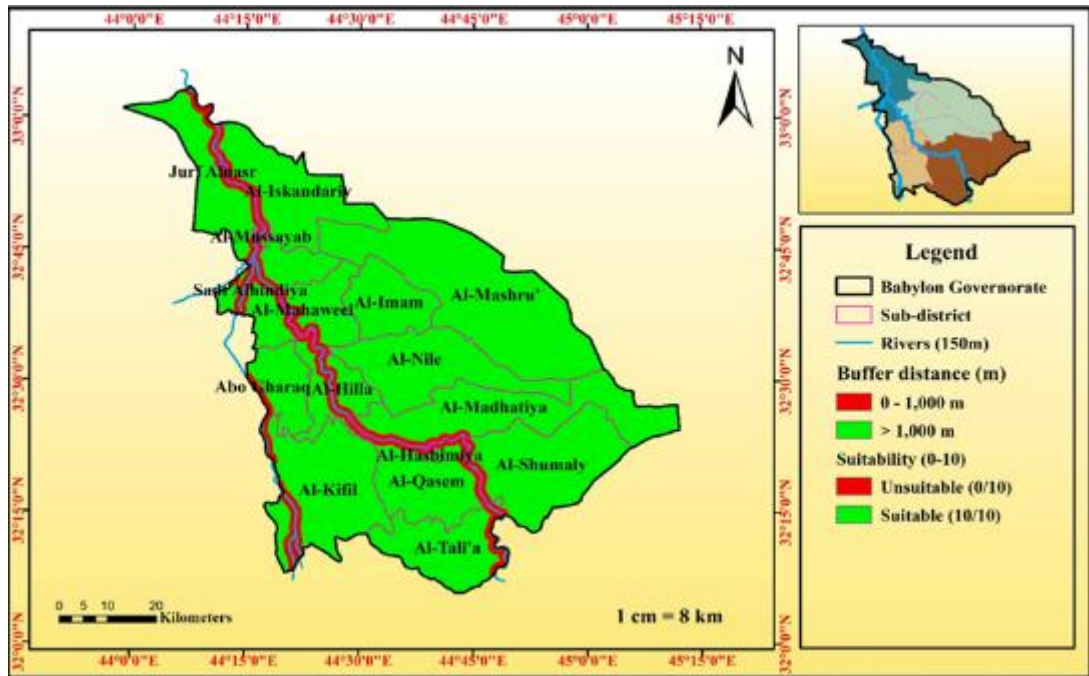 44°0'0"E 44°15'0"E 44°30'0"E 44°45'0"E 45°0'0"E 45°15'0"E
33°0'0"N
32°45'0"N
32°30'0"N
32°15'0"N
32°0'0"N
N
Jurf Alnasr
Al-Iskandariy
Al-Mussayab
Sadt Alhindiya
Al-Mahaweel
Al-Imam
Al-Mashru'
Al-Nile
Abo Gharaq
Al-Hilla
Al-Madhatiya
Al-Hashimiya
Al-Shumaly
Al-Qasem
Al-Kifil
Al-Tali'a
0 5 10 20
Kilometers
1 cm = 8 km
33°0'0"N
32°45'0"N
32°30'0"N
32°15'0"N
32°0'0"N
44°0'0"E 44°15'0"E 44°30'0"E 44°45'0"E 45°0'0"E 45°15'0"E
Legend
Babylon Governorate
Sub-district
Rivers (150m)
Buffer distance (m)
0 - 1,000 m
> 1,000 m
Suitability (0-10)
Unsuitable (0/10)
Suitable (10/10)